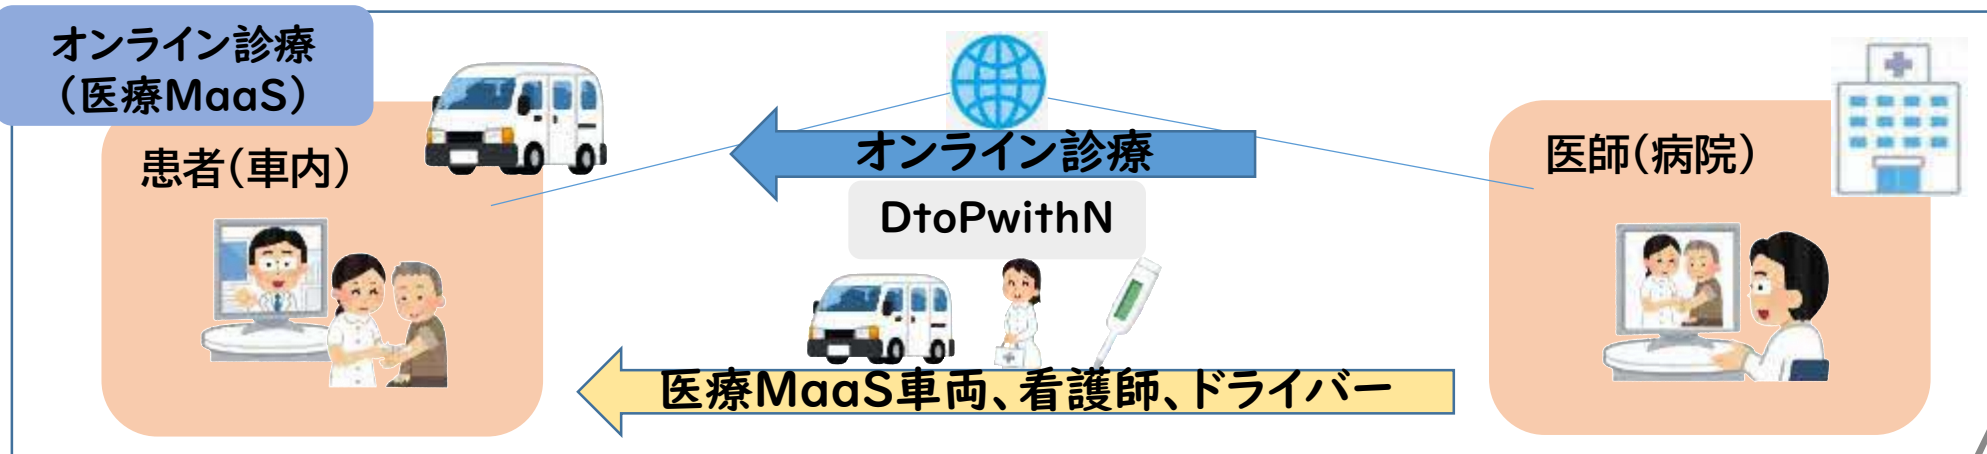 オンライン診療
(医療MaaS)
患者(車内)
オンライン診療
DtoPwithN
医療MaaS車両、看護師、ドライバー
医師(病院)